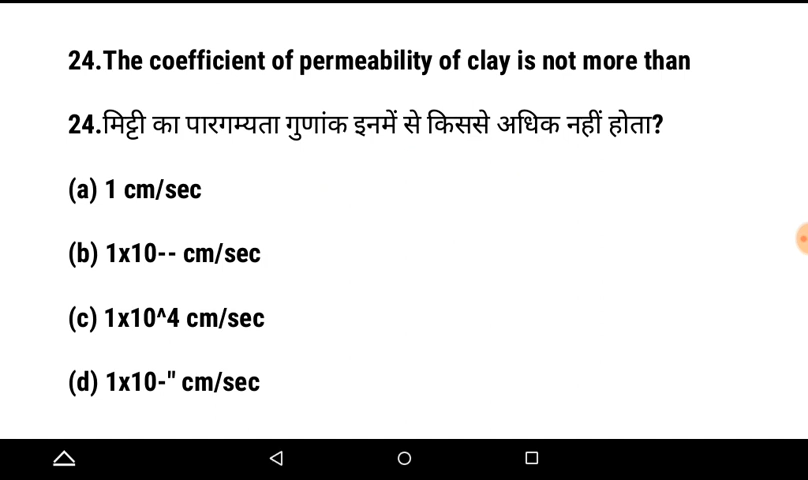 24.The coefficient of permeability of clay is not more than
24.मिट्टी का पारगम्यता गुणांक इनमें से किससे अधिक नहीं होता?
(a) 1 cm/sec
(b) 1x10-- cm/sec
(c) 1x10^4 cm/sec
(d) 1x10-" cm/sec